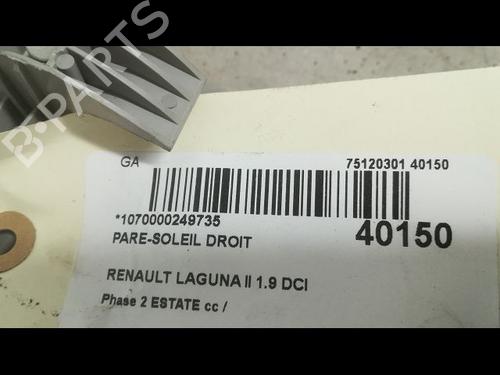 GA 75120301 40150
*1070000249735
PARE-SOLEIL DROIT 40150
RENAULT LAGUNA II 1.9 DCI
Phase 2 ESTATE cc /
B-PARTS